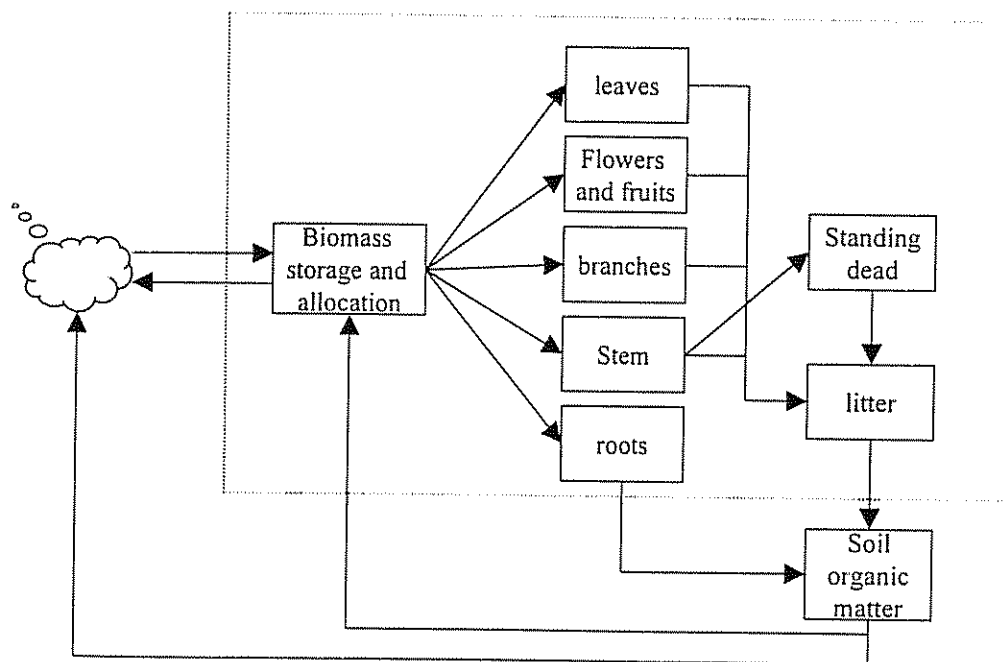 leaves
Flowers
and fruits
Biomass
storage and
allocation
branches
Standing
dead
Stem
litter
roots
Soil
organic
matter